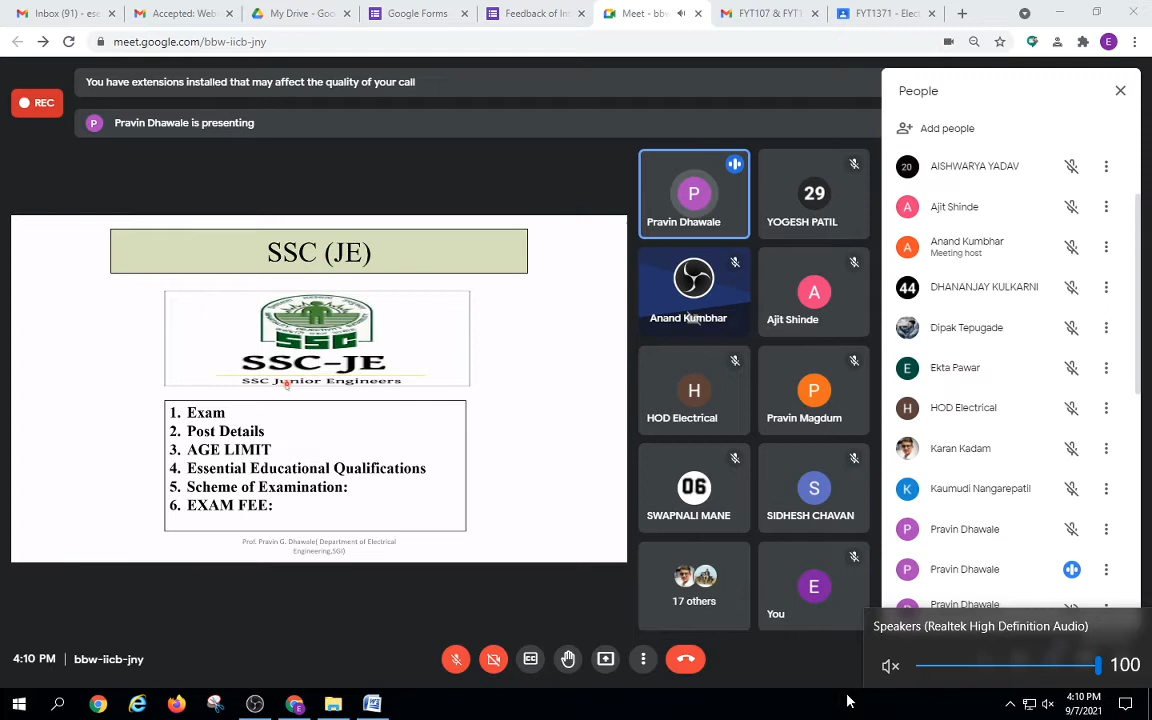 Inbox (91) - ese
Accepted: Web
My Drive - Goo
Google Forms
Feedback of In
Meet - bbw
FYT107 & FYT1
FYT1371 - Elect
meet.google.com/bbw-iicb-jny
E
You have extensions installed that may affect the quality of your call
REC
P Pravin Dhawale is presenting
SSC (JE)
SSC
SSC-JE
SSC Junior Engineers
1. Exam
2. Post Details
3. AGE LIMIT
4. Essential Educational Qualifications
5. Scheme of Examination:
6. EXAM FEE:
Prof. Pravin G. Dhawale( Department of Electrical
Engineering,SGI)
P
Pravin Dhawale
29
YOGESH PATIL
Anand Kumbhar
A
Ajit Shinde
H
HOD Electrical
P
Pravin Magdum
06
SWAPNALI MANE
S
SIDHESH CHAVAN
17 others
E
You
People
Add people
20 AISHWARYA YADAV
A Ajit Shinde
A Anand Kumbhar
Meeting host
44 DHANANJAY KULKARNI
Dipak Tepugade
E Ekta Pawar
H HOD Electrical
Karan Kadam
K Kaumudi Nangarepatil
P Pravin Dhawale
P Pravin Dhawale
Pravin Dhawale
Speakers (Realtek High Definition Audio)
100
4:10 PM | bbw-iicb-jny
4:10 PM
9/7/2021